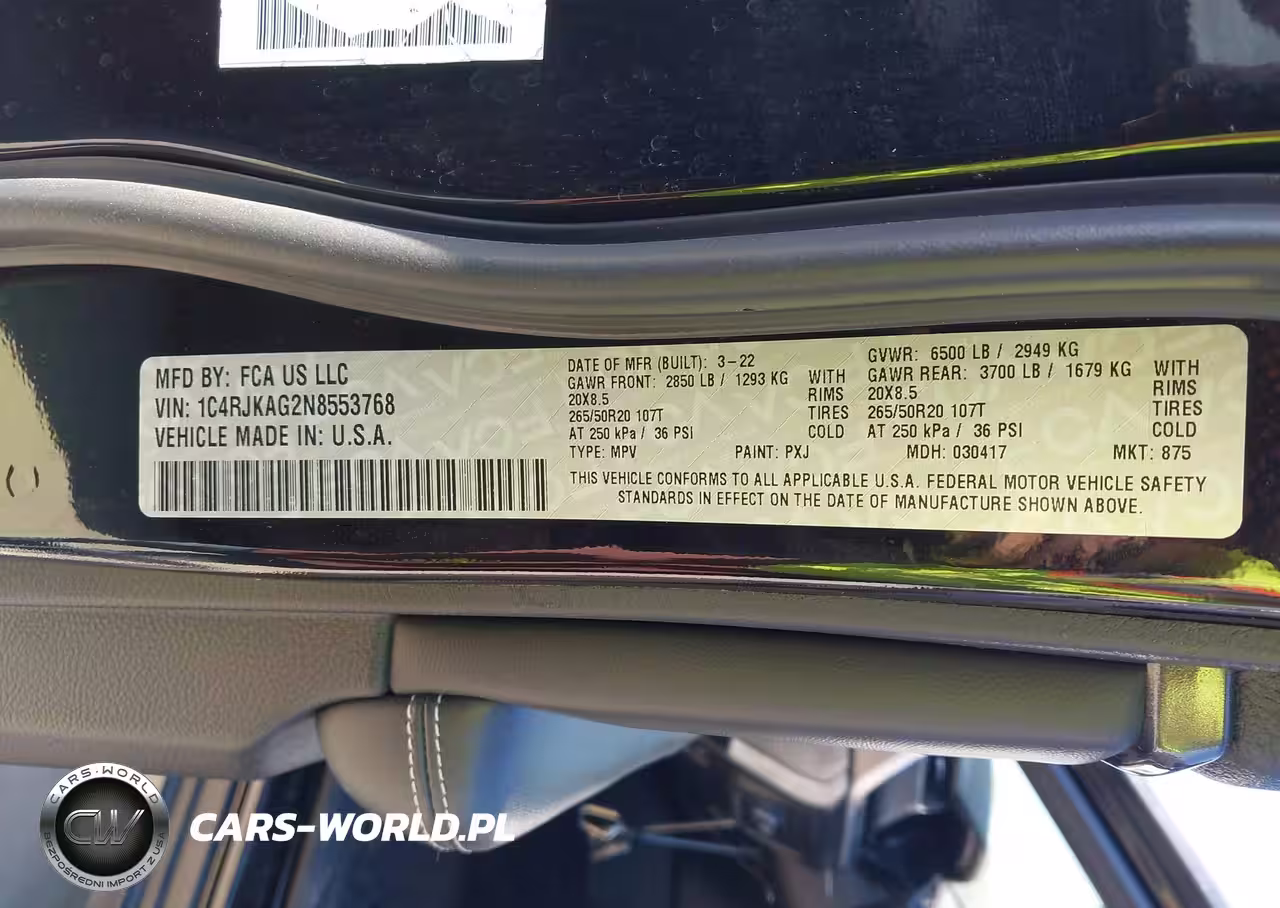 MFD BY: FCA US LLC
VIN: 1C4RJKAG2N8553768
VEHICLE MADE IN: U.S.A.
DATE OF MFR (BUILT): 3-22
GAWR FRONT: 2850 LB / 1293 KG WITH
20X8.5 RIMS
265/50R20 107T TIRES
AT 250 kPa / 36 PSI COLD
GVWR: 6500 LB / 2949 KG
GAWR REAR: 3700 LB / 1679 KG WITH
20X8.5 RIMS
265/50R20 107T TIRES
AT 250 kPa / 36 PSI COLD
TYPE: MPV PAINT: PXJ MDH: 030417 MKT: 875
THIS VEHICLE CONFORMS TO ALL APPLICABLE U.S.A. FEDERAL MOTOR VEHICLE SAFETY
STANDARDS IN EFFECT ON THE DATE OF MANUFACTURE SHOWN ABOVE.
CARS-WORLD
CW
BEZPOŚREDNI IMPORT Z USA
CARS-WORLD.PL